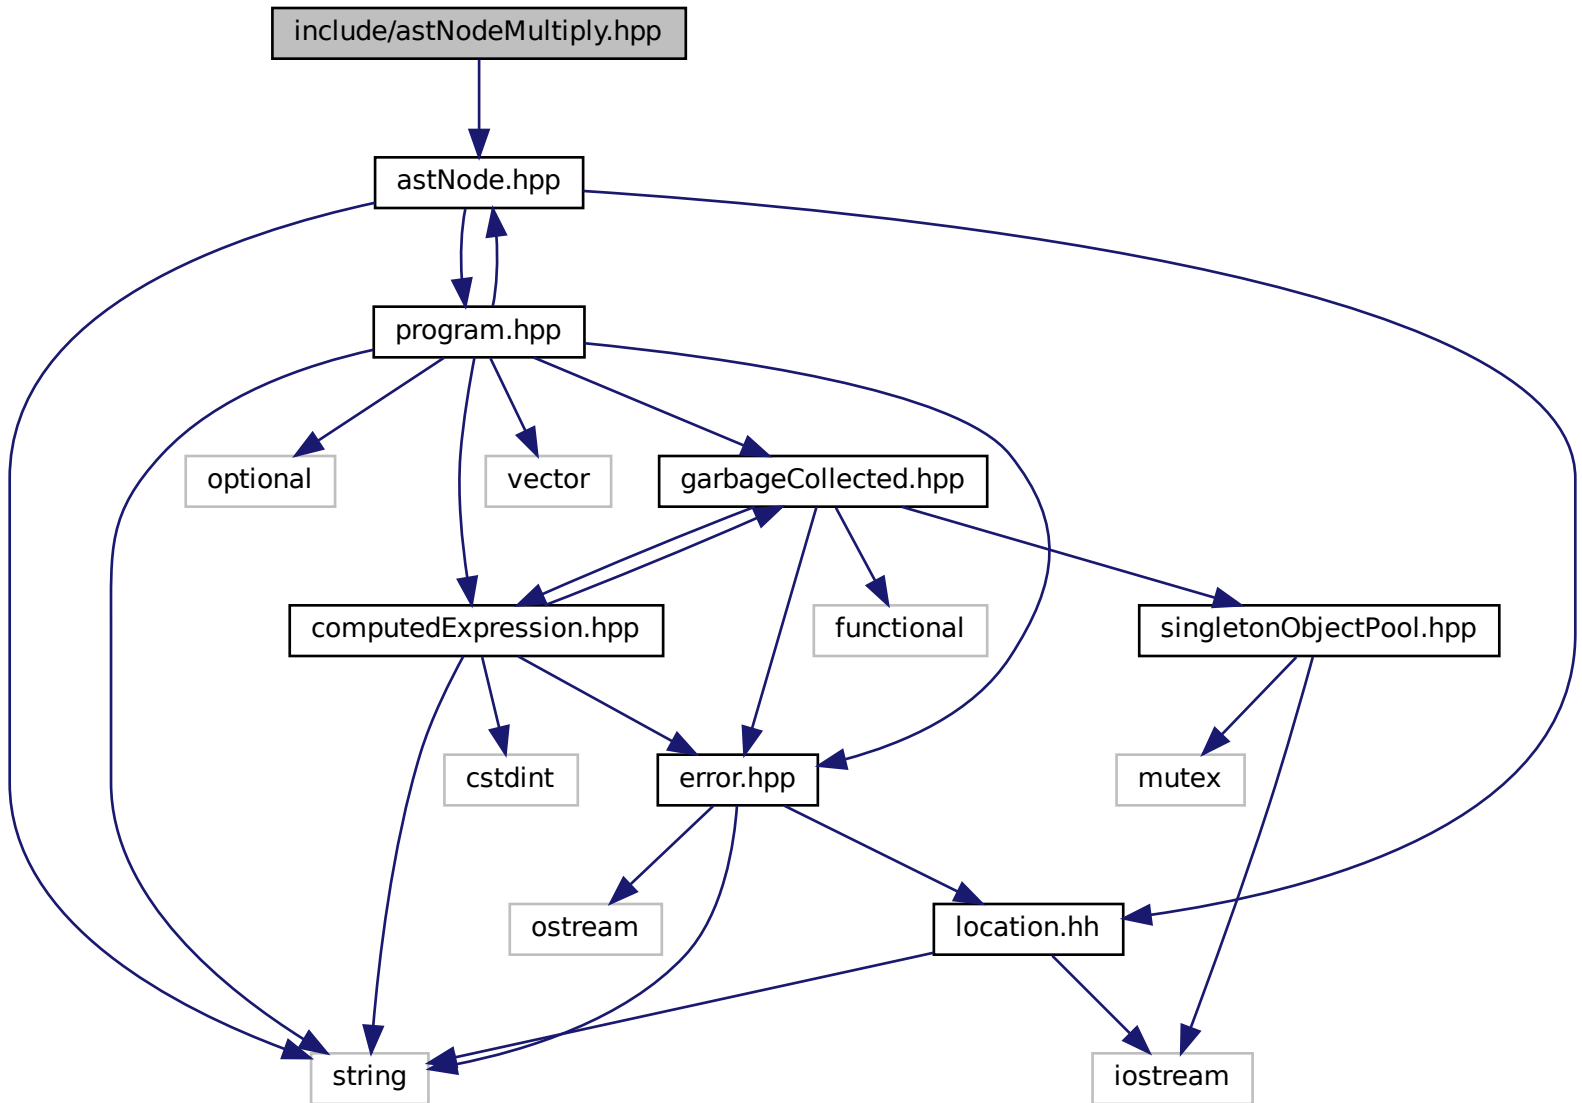 include/astNodeMultiply.hpp
astNode.hpp
program.hpp
optional
vector
garbageCollected.hpp
computedExpression.hpp
functional
singletonObjectPool.hpp
cstdint
error.hpp
mutex
ostream
location.hh
string
iostream